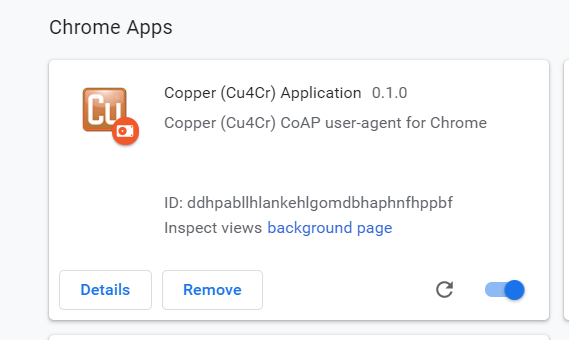 Chrome Apps
Cu
Copper (Cu4Cr) Application 0.1.0
Copper (Cu4Cr) CoAP user-agent for Chrome
ID: ddhpabllhlankehlgomdbhaphnfhppbf
Inspect views background page
Details Remove